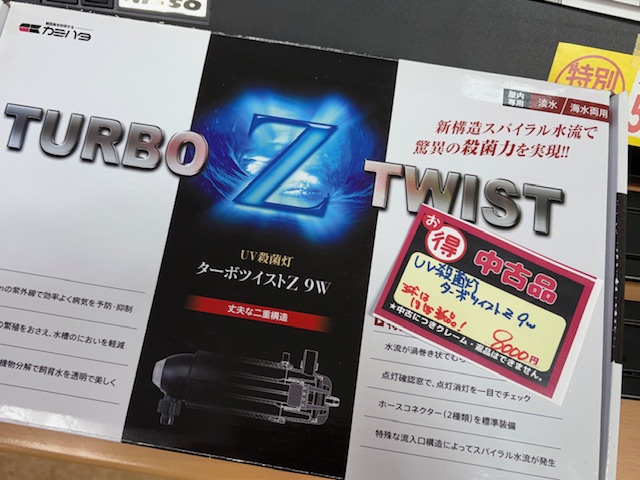 観賞魚を科学する
カミハタ
特別
屋内専用 淡水 / 海水両用
新構造スパイラル水流で
驚異の殺菌力を実現!!
TURBO Z TWIST
UV殺菌灯
ターボツイストZ 9W
丈夫な二重構造
mの紫外線で効率よく病気を予防・抑制
の繁殖をおさえ、水槽のにおいを軽減
機物分解で飼育水を透明で美しく
お得 中古品
UV殺菌灯
ターボツイストZ 9W
8000円
★中古につきクレーム・返品はできません。
水流が渦巻き状で
点灯確認窓で、点灯消灯を一目でチェック
ホースコネクター(2種類)を標準装備
特殊な流入口構造によってスパイラル水流が発生